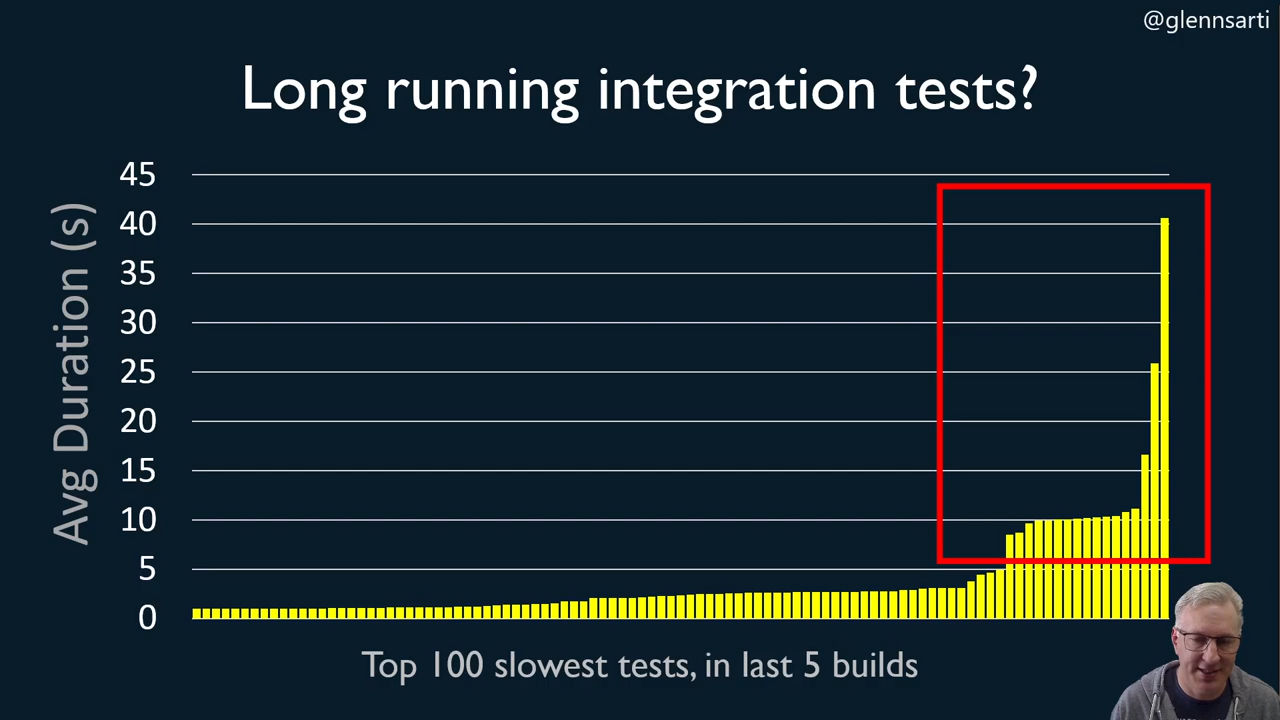 @glennsarti
Long running integration tests?
Avg Duration (s)
45
40
35
30
25
20
15
10
5
0
Top 100 slowest tests, in last 5 builds